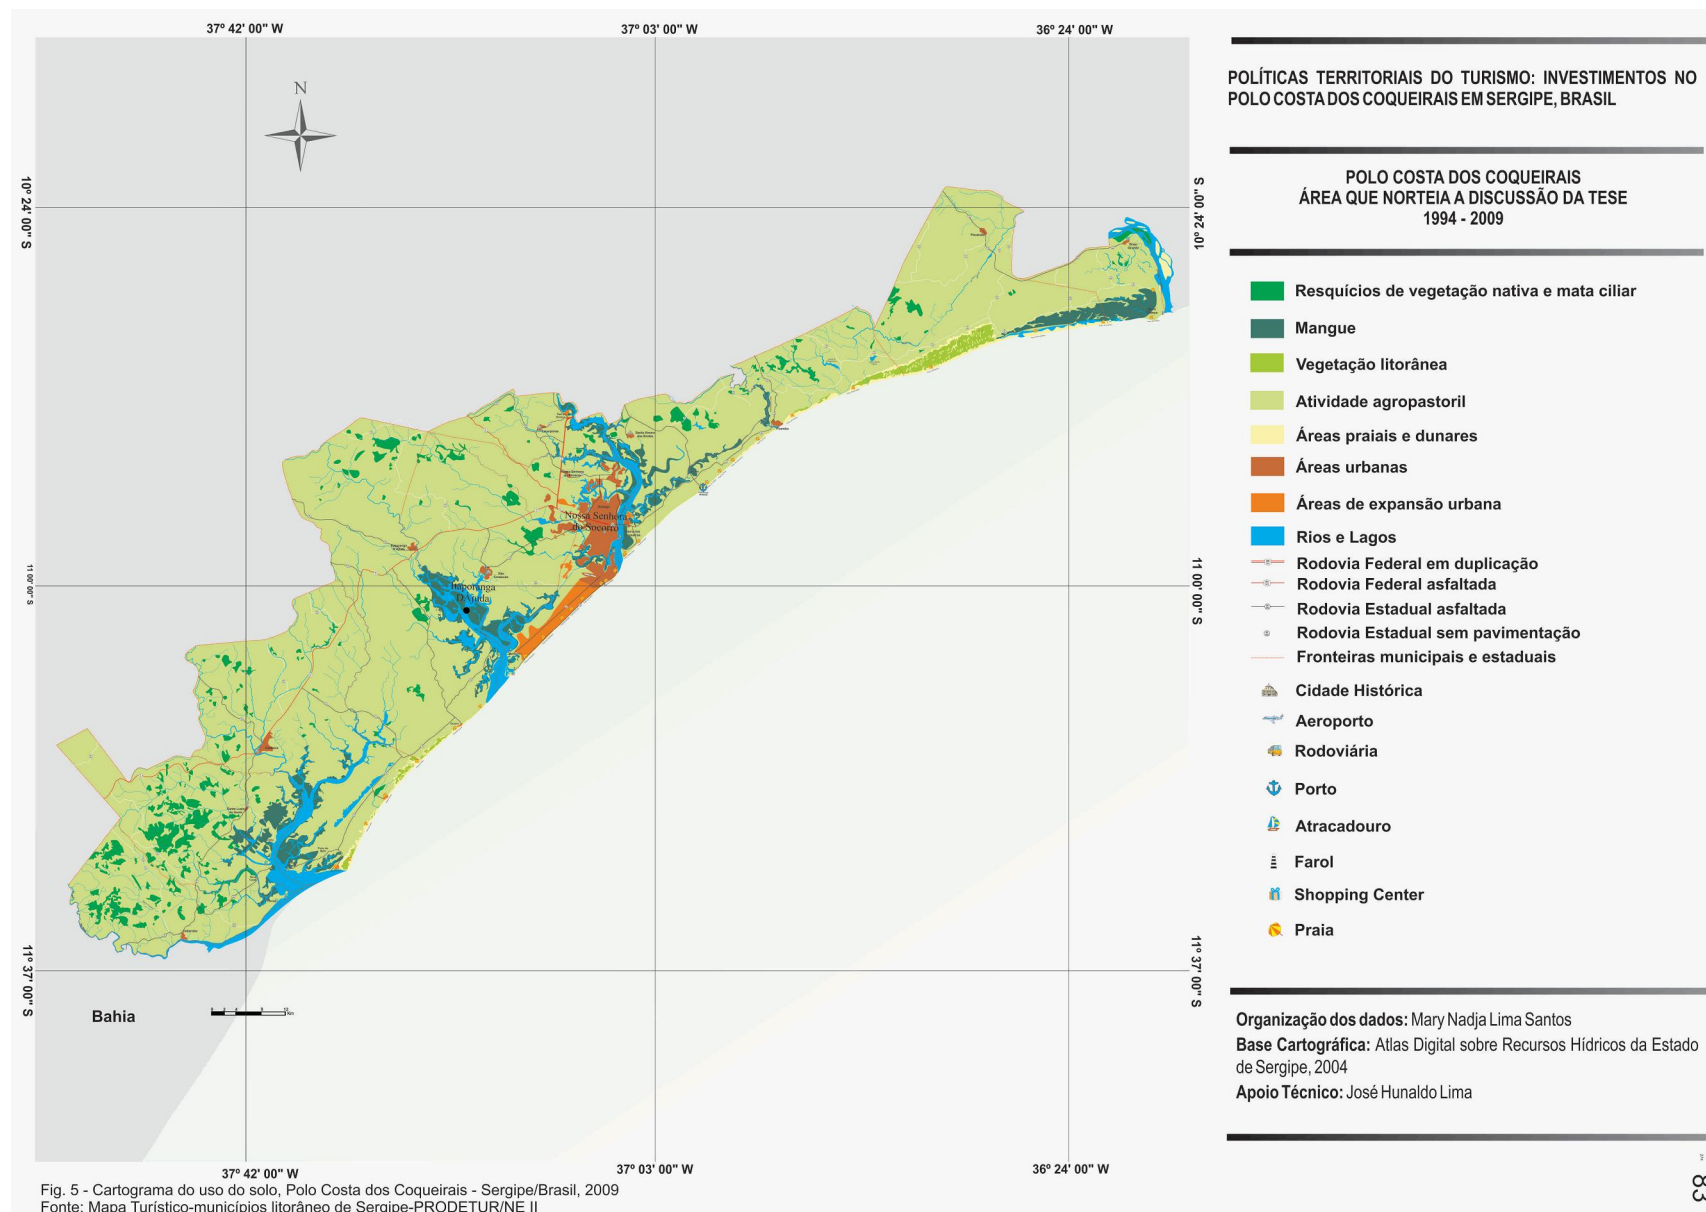 37º 42' 00" W
37º 03' 00" W
36º 24' 00" W
N
10º 24' 00" S
10º 24' 00" S
Nossa Senhora
do Socorro
11 00' 00" S
11 00' 00" S
Itaporanga
D'Ajuda
11º 37' 00" S
11º 37' 00" S
Bahia
Km
37º 42' 00" W
37º 03' 00" W
36º 24' 00" W
Fig. 5 - Cartograma do uso do solo, Polo Costa dos Coqueirais - Sergipe/Brasil, 2009
Fonte: Mapa Turístico-municípios litorâneo de Sergipe-PRODETUR/NE II
POLÍTICAS TERRITORIAIS DO TURISMO: INVESTIMENTOS NO
POLO COSTA DOS COQUEIRAIS EM SERGIPE, BRASIL
POLO COSTA DOS COQUEIRAIS
ÁREA QUE NORTEIA A DISCUSSÃO DA TESE
1994 - 2009
Resquícios de vegetação nativa e mata ciliar
Mangue
Vegetação litorânea
Atividade agropastoril
Áreas praiais e dunares
Áreas urbanas
Áreas de expansão urbana
Rios e Lagos
Rodovia Federal em duplicação
Rodovia Federal asfaltada
Rodovia Estadual asfaltada
Rodovia Estadual sem pavimentação
Fronteiras municipais e estaduais
Cidade Histórica
Aeroporto
Rodoviária
Porto
Atracadouro
Farol
Shopping Center
Praia
Organização dos dados: Mary Nadja Lima Santos
Base Cartográfica: Atlas Digital sobre Recursos Hídricos da Estado
de Sergipe, 2004
Apoio Técnico: José Hunaldo Lima
83